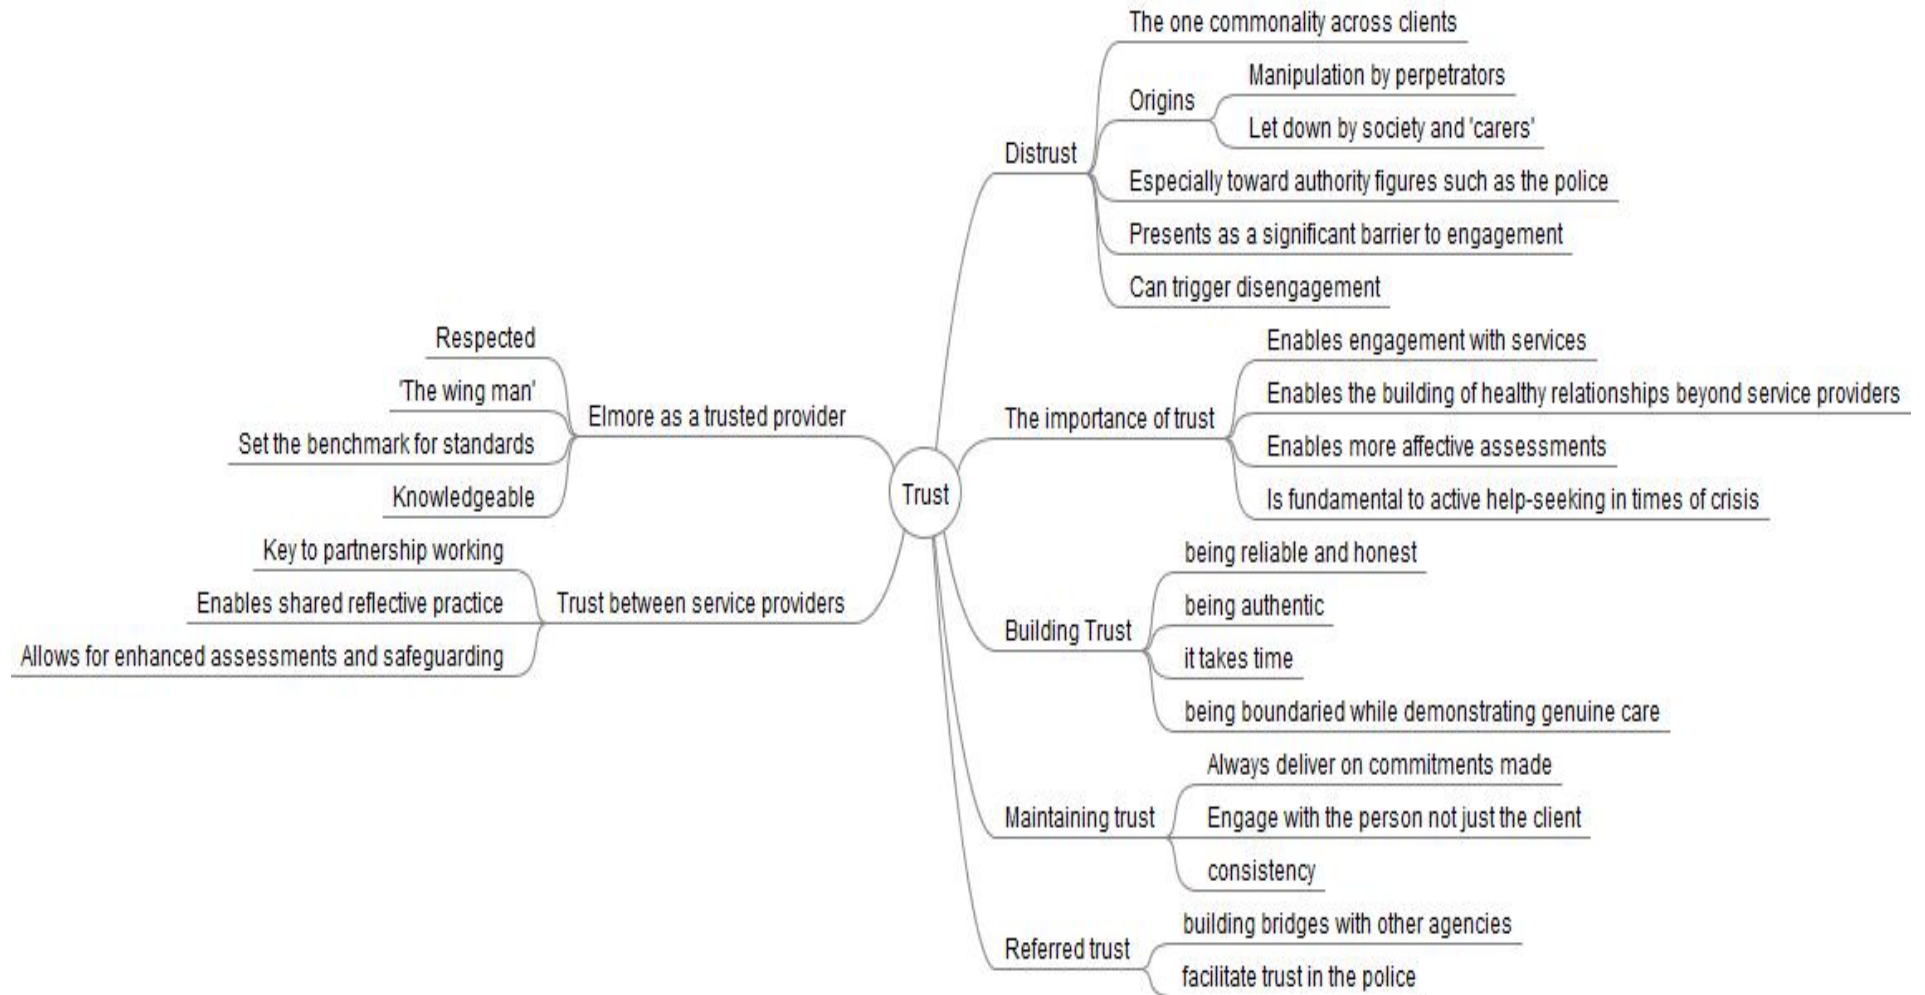 The one commonality across clients
Manipulation by perpetrators
Origins
Let down by society and 'carers'
Distrust
Especially toward authority figures such as the police
Presents as a significant barrier to engagement
Can trigger disengagement
Respected
'The wing man'
Elmore as a trusted provider
Set the benchmark for standards
Knowledgeable
Key to partnership working
Enables shared reflective practice
Trust between service providers
Allows for enhanced assessments and safeguarding
Trust
Enables engagement with services
Enables the building of healthy relationships beyond service providers
The importance of trust
Enables more affective assessments
Is fundamental to active help-seeking in times of crisis
being reliable and honest
being authentic
Building Trust
it takes time
being boundaried while demonstrating genuine care
Always deliver on commitments made
Maintaining trust
Engage with the person not just the client
consistency
building bridges with other agencies
Referred trust
facilitate trust in the police